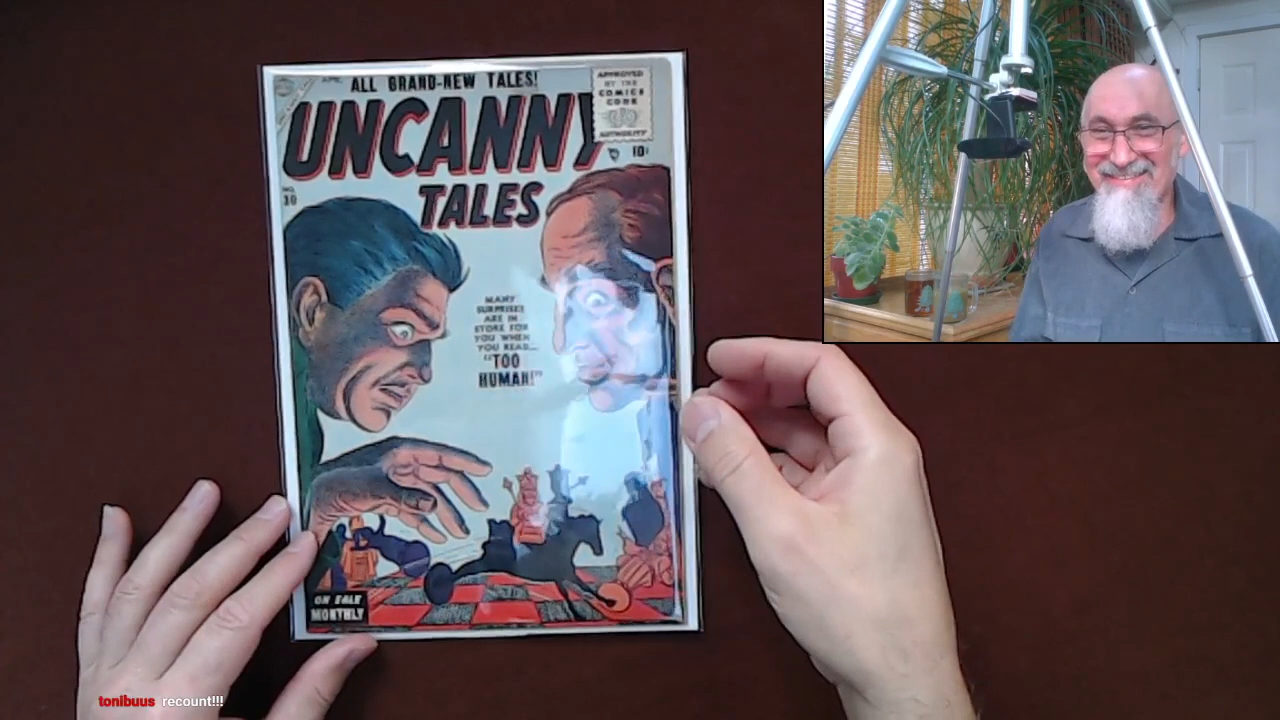 APR.
ALL GRAND-NEW TALES!
APPROVED
BY THE
COMICS
CODE
AUTHORITY
UNCANNY
10¢
NO.
30
TALES
MANY
SURPRISES
ARE IN
STORE FOR
YOU WHEN
YOU READ...
"TOO
HUMAN!"
ON SALE
MONTHLY
tonibuus recount!!!